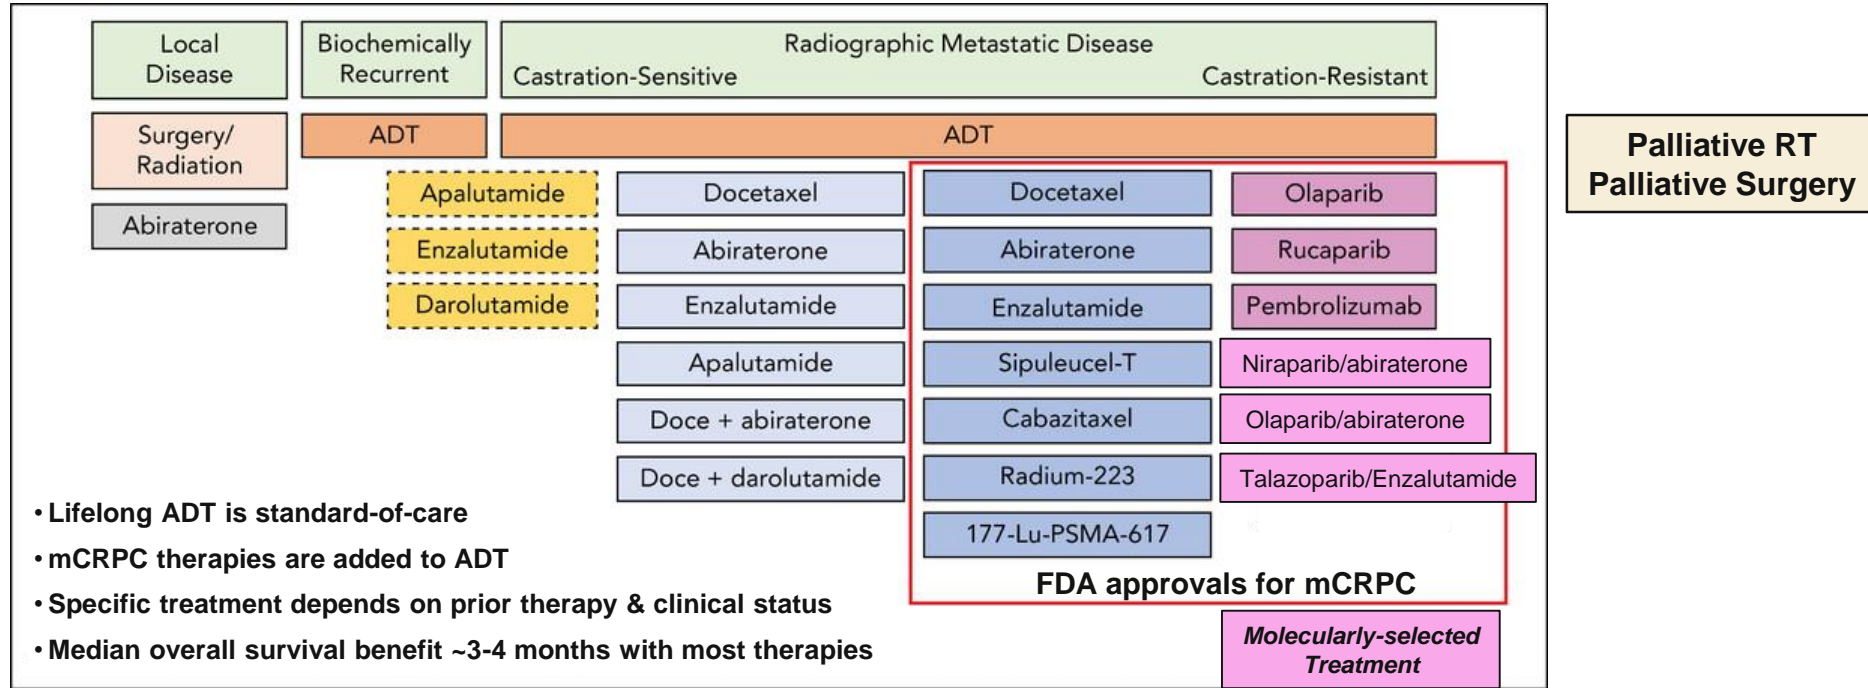 Local
Disease
Biochemically
Recurrent
Radiographic Metastatic Disease
Castration-Sensitive
Castration-Resistant
Surgery/
Radiation
ADT
ADT
Palliative RT
Palliative Surgery
Abiraterone
Apalutamide
Enzalutamide
Darolutamide
Docetaxel
Abiraterone
Enzalutamide
Apalutamide
Doce + abiraterone
Doce + darolutamide
Docetaxel
Abiraterone
Enzalutamide
Sipuleucel-T
Cabazitaxel
Radium-223
177-Lu-PSMA-617
Olaparib
Rucaparib
Pembrolizumab
Niraparib/abiraterone
Olaparib/abiraterone
Talazoparib/Enzalutamide
FDA approvals for mCRPC
Molecularly-selected
Treatment
• Lifelong ADT is standard-of-care
• mCRPC therapies are added to ADT
• Specific treatment depends on prior therapy & clinical status
• Median overall survival benefit ~3-4 months with most therapies